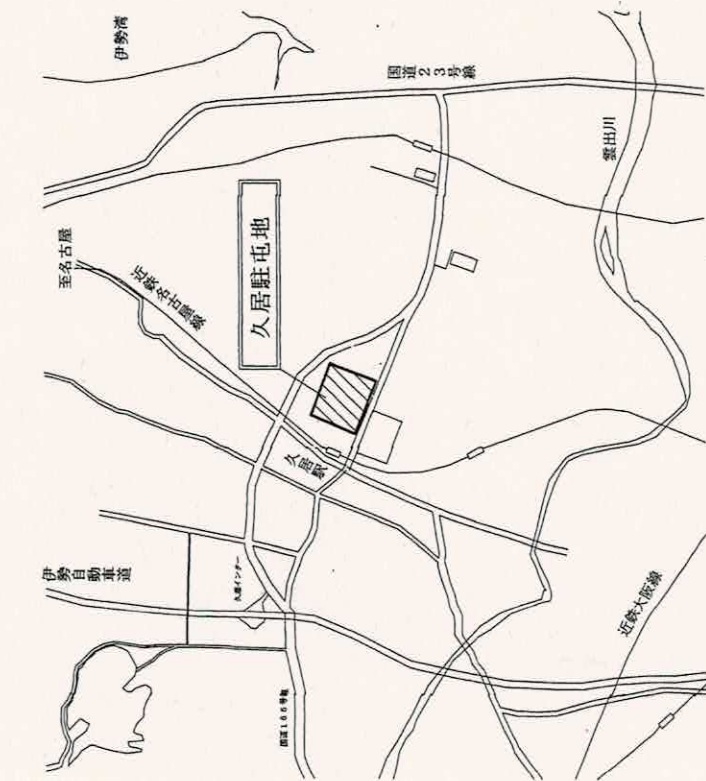 伊勢湾
国道23号線
雲出川
至名古屋
近鉄名古屋線
久居駐屯地
久居駅
伊勢自動車道
久居インター
国道165号線
近鉄大阪線